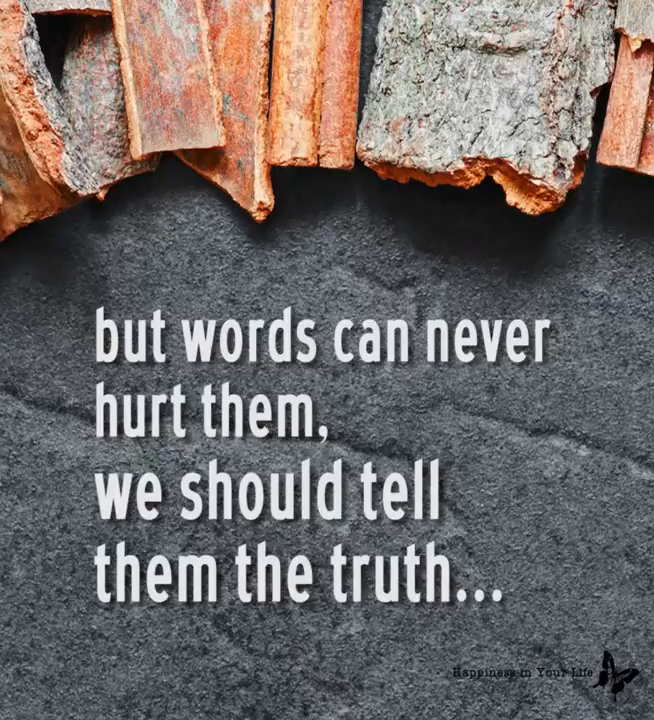 but words can never
hurt them,
we should tell
them the truth...
Happiness in Your Life